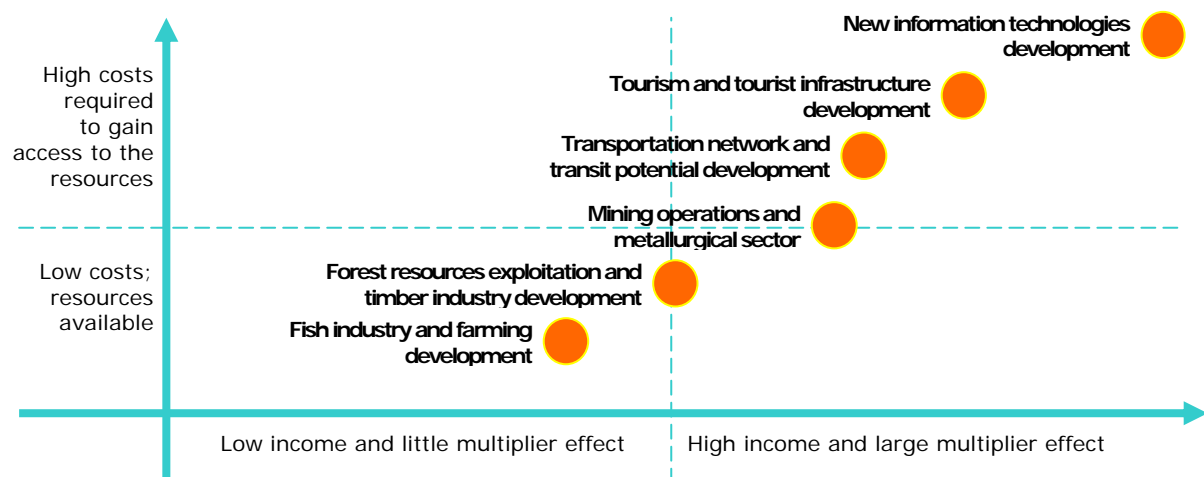 New information technologies
development
High costs
required
to gain
access to the
resources
Tourism and tourist infrastructure
development
Transportation network and
transit potential development
Mining operations and
metallurgical sector
Low costs;
resources
available
Forest resources exploitation and
timber industry development
Fish industry and farming
development
Low income and little multiplier effect
High income and large multiplier effect